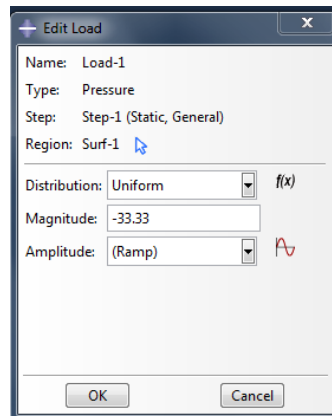 Edit Load
Name: Load-1
Type: Pressure
Step: Step-1 (Static, General)
Region: Surf-1
Distribution: Uniform f(x)
Magnitude: -33.33
Amplitude: (Ramp)
OK Cancel